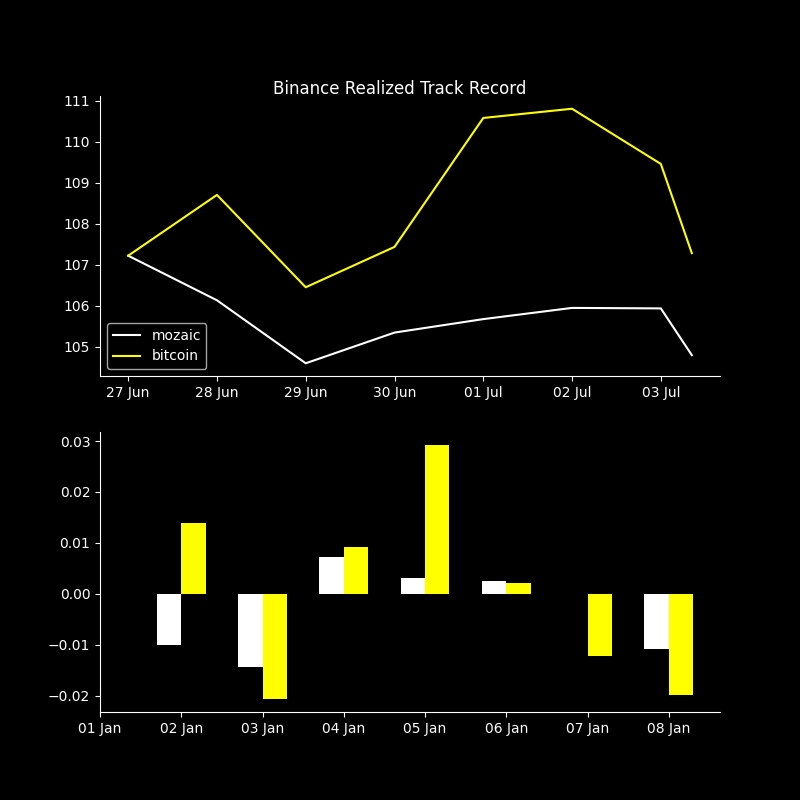 Binance Realized Track Record
111
110
109
108
107
106
105
mozaic
bitcoin
27 Jun 28 Jun 29 Jun 30 Jun 01 Jul 02 Jul 03 Jul
0.03
0.02
0.01
0.00
−0.01
−0.02
01 Jan 02 Jan 03 Jan 04 Jan 05 Jan 06 Jan 07 Jan 08 Jan